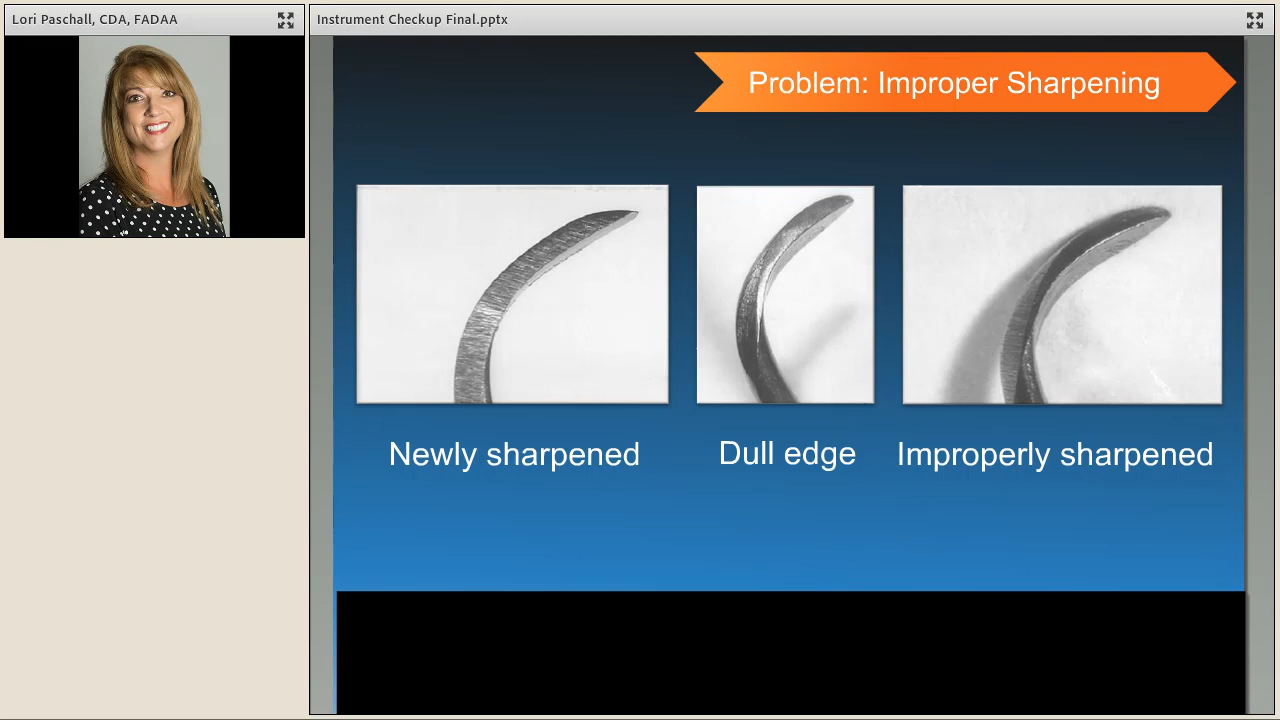 Lori Paschall, CDA, FADAA
Instrument Checkup Final.pptx
Problem: Improper Sharpening
Newly sharpened
Dull edge
Improperly sharpened